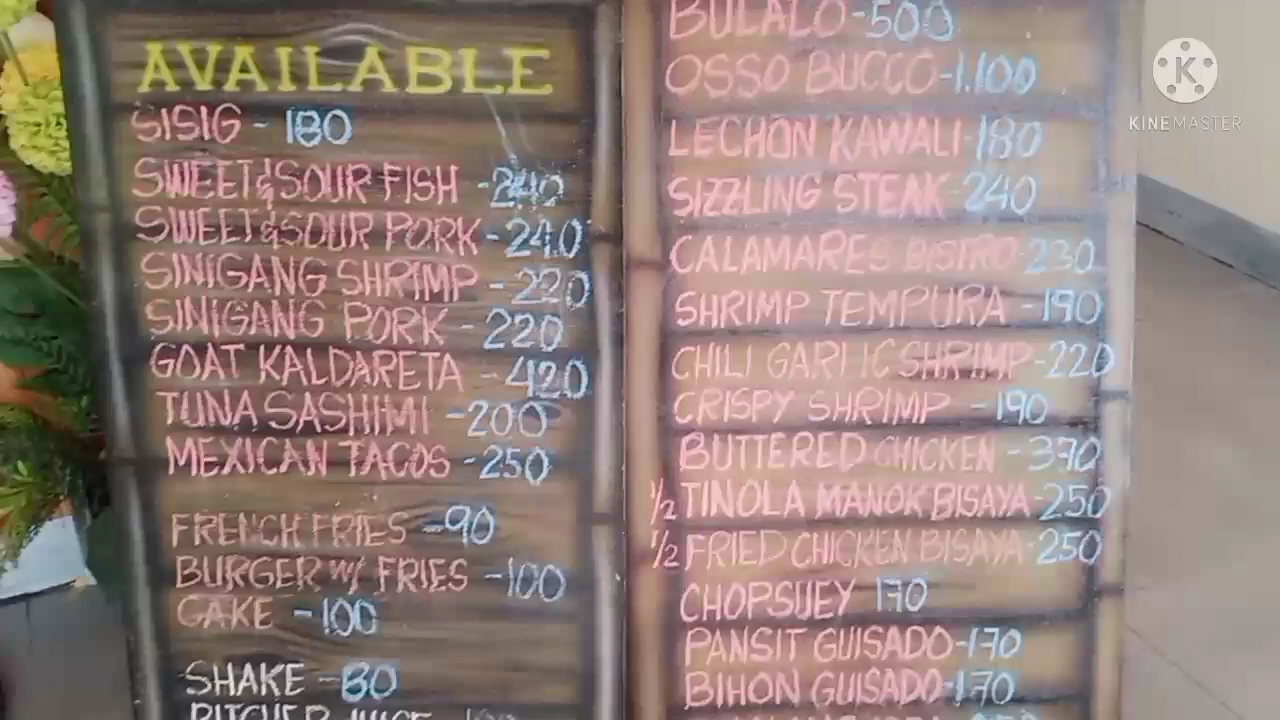 AVAILABLE
SISIG - 180
SWEET & SOUR FISH - 240
SWEET & SOUR PORK - 240
SINIGANG SHRIMP - 220
SINIGANG PORK - 220
GOAT KALDARETA - 420
TUNA SASHIMI - 200
MEXICAN TACOS - 250
FRENCH FRIES - 90
BURGER W/ FRIES - 100
CAKE - 100
SHAKE - 80
PITCHER JUICE
BULALO - 500
OSSO BUCCO - 1,100
LECHON KAWALI - 180
SIZZLING STEAK - 240
CALAMARES BISTRO - 230
SHRIMP TEMPURA - 190
CHILI GARLIC SHRIMP - 220
CRISPY SHRIMP - 190
BUTTERED CHICKEN - 370
1/2 TINOLA MANOK BISAYA - 250
1/2 FRIED CHICKEN BISAYA - 250
CHOPSUEY 170
PANSIT GUISADO - 170
BIHON GUISADO - 170
KINEMASTER